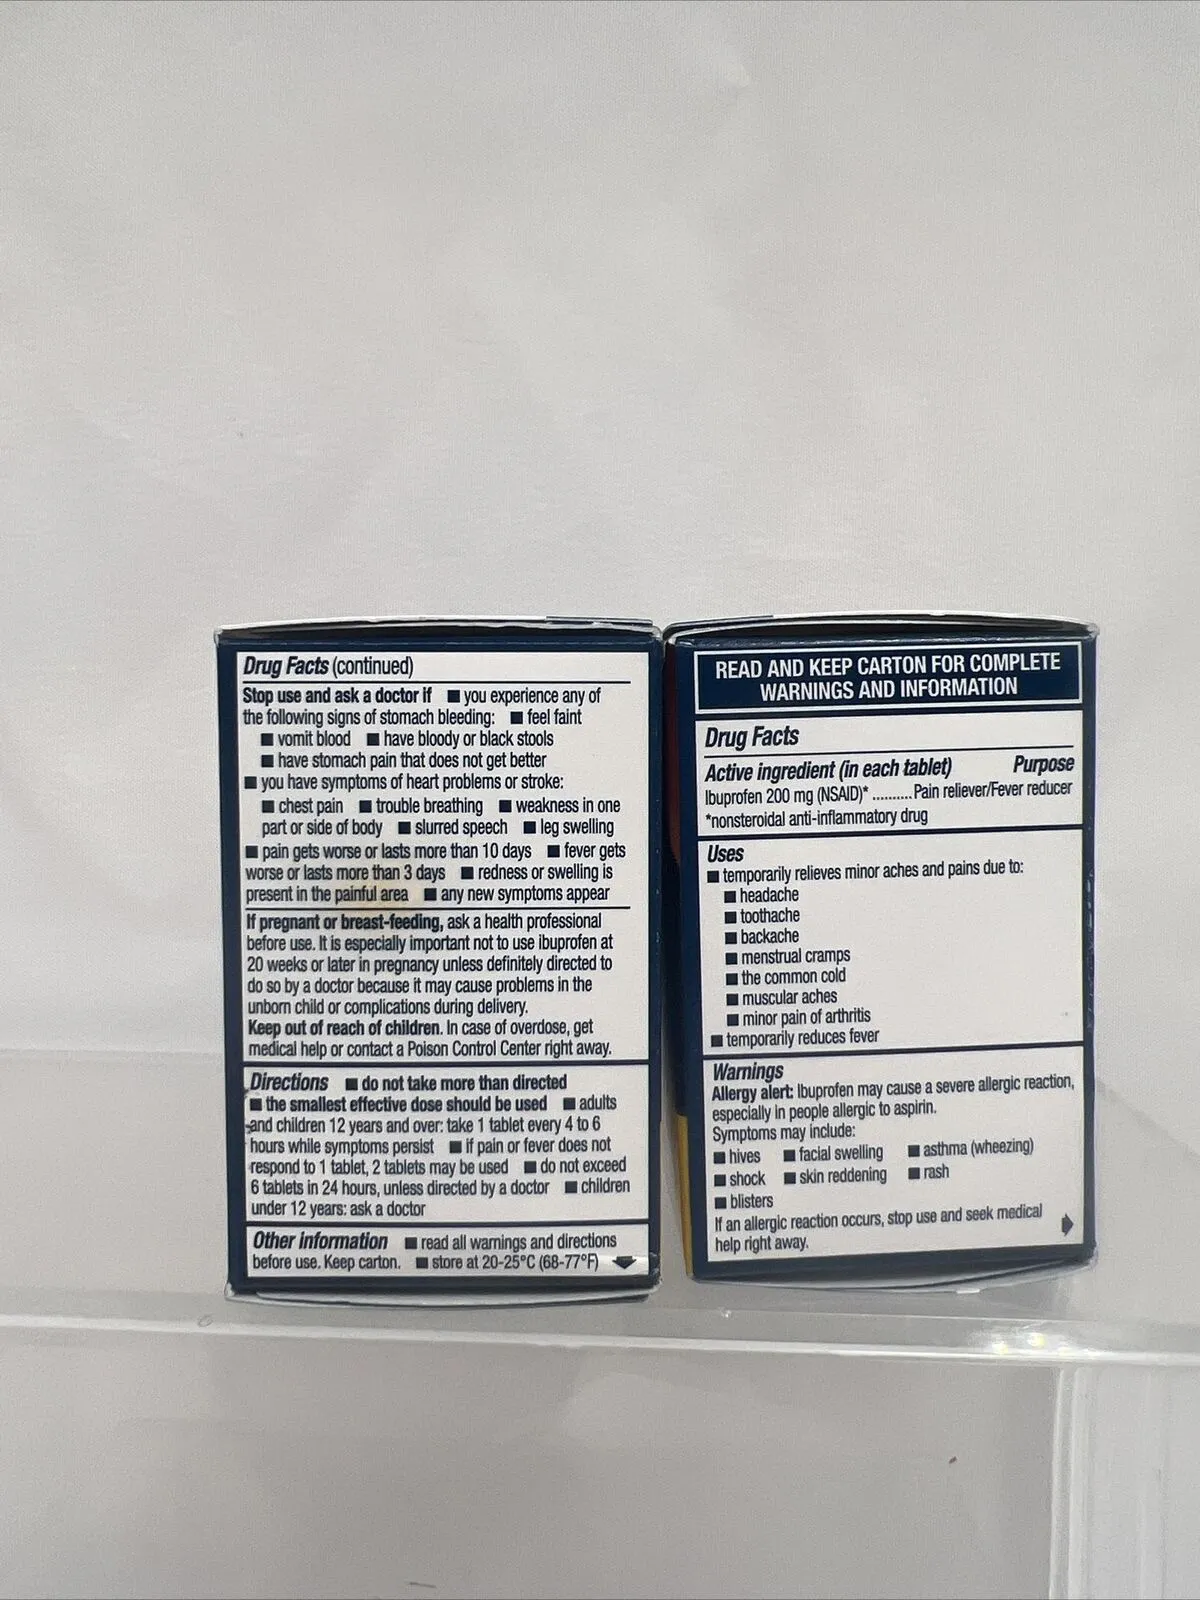 Drug Facts (continued)
Stop use and ask a doctor if ■ you experience any of
the following signs of stomach bleeding: ■ feel faint
■ vomit blood ■ have bloody or black stools
■ have stomach pain that does not get better
■ you have symptoms of heart problems or stroke:
■ chest pain ■ trouble breathing ■ weakness in one
part or side of body ■ slurred speech ■ leg swelling
■ pain gets worse or lasts more than 10 days ■ fever gets
worse or lasts more than 3 days ■ redness or swelling is
present in the painful area ■ any new symptoms appear
If pregnant or breast-feeding, ask a health professional
before use. It is especially important not to use ibuprofen at
20 weeks or later in pregnancy unless definitely directed to
do so by a doctor because it may cause problems in the
unborn child or complications during delivery.
Keep out of reach of children. In case of overdose, get
medical help or contact a Poison Control Center right away.
Directions ■ do not take more than directed
■ the smallest effective dose should be used ■ adults
and children 12 years and over: take 1 tablet every 4 to 6
hours while symptoms persist ■ if pain or fever does not
respond to 1 tablet, 2 tablets may be used ■ do not exceed
6 tablets in 24 hours, unless directed by a doctor ■ children
under 12 years: ask a doctor
Other information ■ read all warnings and directions
before use. Keep carton. ■ store at 20-25°C (68-77°F)
READ AND KEEP CARTON FOR COMPLETE
WARNINGS AND INFORMATION
Drug Facts
Active ingredient (in each tablet) Purpose
Ibuprofen 200 mg (NSAID)* ..........Pain reliever/Fever reducer
*nonsteroidal anti-inflammatory drug
Uses
■ temporarily relieves minor aches and pains due to:
■ headache
■ toothache
■ backache
■ menstrual cramps
■ the common cold
■ muscular aches
■ minor pain of arthritis
■ temporarily reduces fever
Warnings
Allergy alert: Ibuprofen may cause a severe allergic reaction,
especially in people allergic to aspirin.
Symptoms may include:
■ hives ■ facial swelling ■ asthma (wheezing)
■ shock ■ skin reddening ■ rash
■ blisters
If an allergic reaction occurs, stop use and seek medical
help right away.